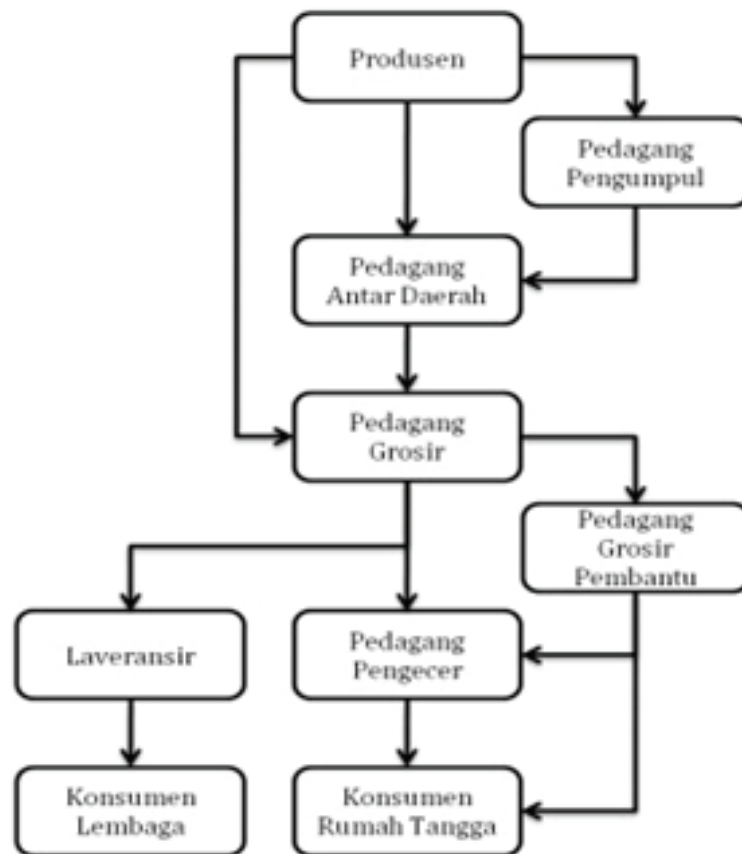 Produsen
Pedagang
Pengumpul
Pedagang
Antar Daerah
Pedagang
Grosir
Pedagang
Grosir
Pembantu
Laveransir
Pedagang
Pengecer
Konsumen
Lembaga
Konsumen
Rumah Tangga